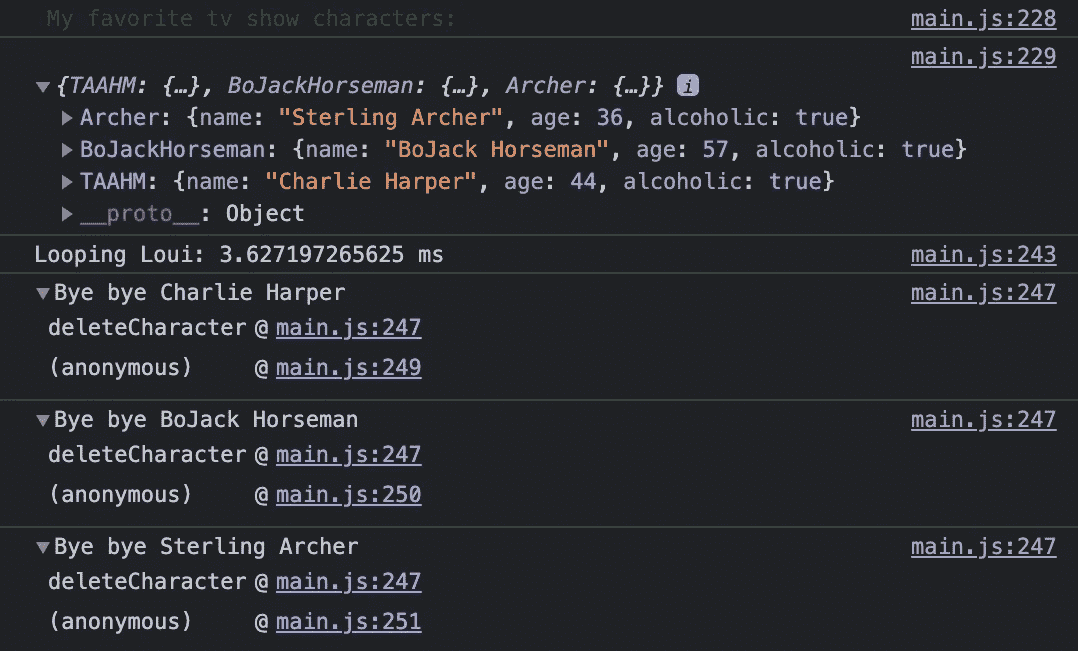 My favorite tv show characters: main.js:228
main.js:229
▼{TAAHM: {…}, BoJackHorseman: {…}, Archer: {…}} i
▶Archer: {name: "Sterling Archer", age: 36, alcoholic: true}
▶BoJackHorseman: {name: "BoJack Horseman", age: 57, alcoholic: true}
▶TAAHM: {name: "Charlie Harper", age: 44, alcoholic: true}
▶__proto__: Object
Looping Loui: 3.627197265625 ms main.js:243
▼Bye bye Charlie Harper main.js:247
deleteCharacter @ main.js:247
(anonymous) @ main.js:249
▼Bye bye BoJack Horseman main.js:247
deleteCharacter @ main.js:247
(anonymous) @ main.js:250
▼Bye bye Sterling Archer main.js:247
deleteCharacter @ main.js:247
(anonymous) @ main.js:251